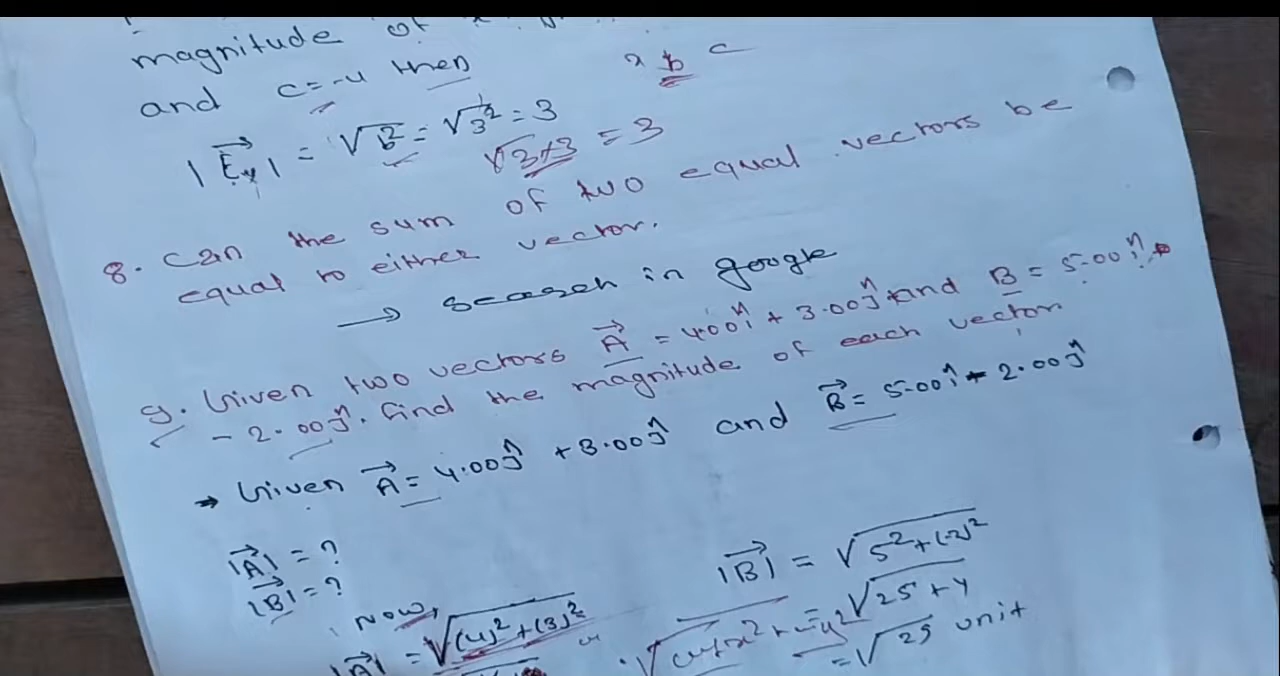 magnitude of
and c=-4 then
x b c
|E⃗y| = √b² = √3² = 3
√3+3 = 3
8. Can the sum of two equal vectors be
equal to either vector.
→ Search in google
9. Given two vectors A⃗ = 4.00î + 3.00ĵ and B = 5.00î
- 2.00ĵ. Find the magnitude of each vector
→ Given A⃗ = 4.00ĵ + 3.00ĵ and B⃗ = 5.00î - 2.00ĵ
|A⃗| = ?
|B⃗| = ?
Now,
|A⃗| = √(4)²+(3)²
|B⃗| = √5²+(-2)²
= √25+4
= √29 unit